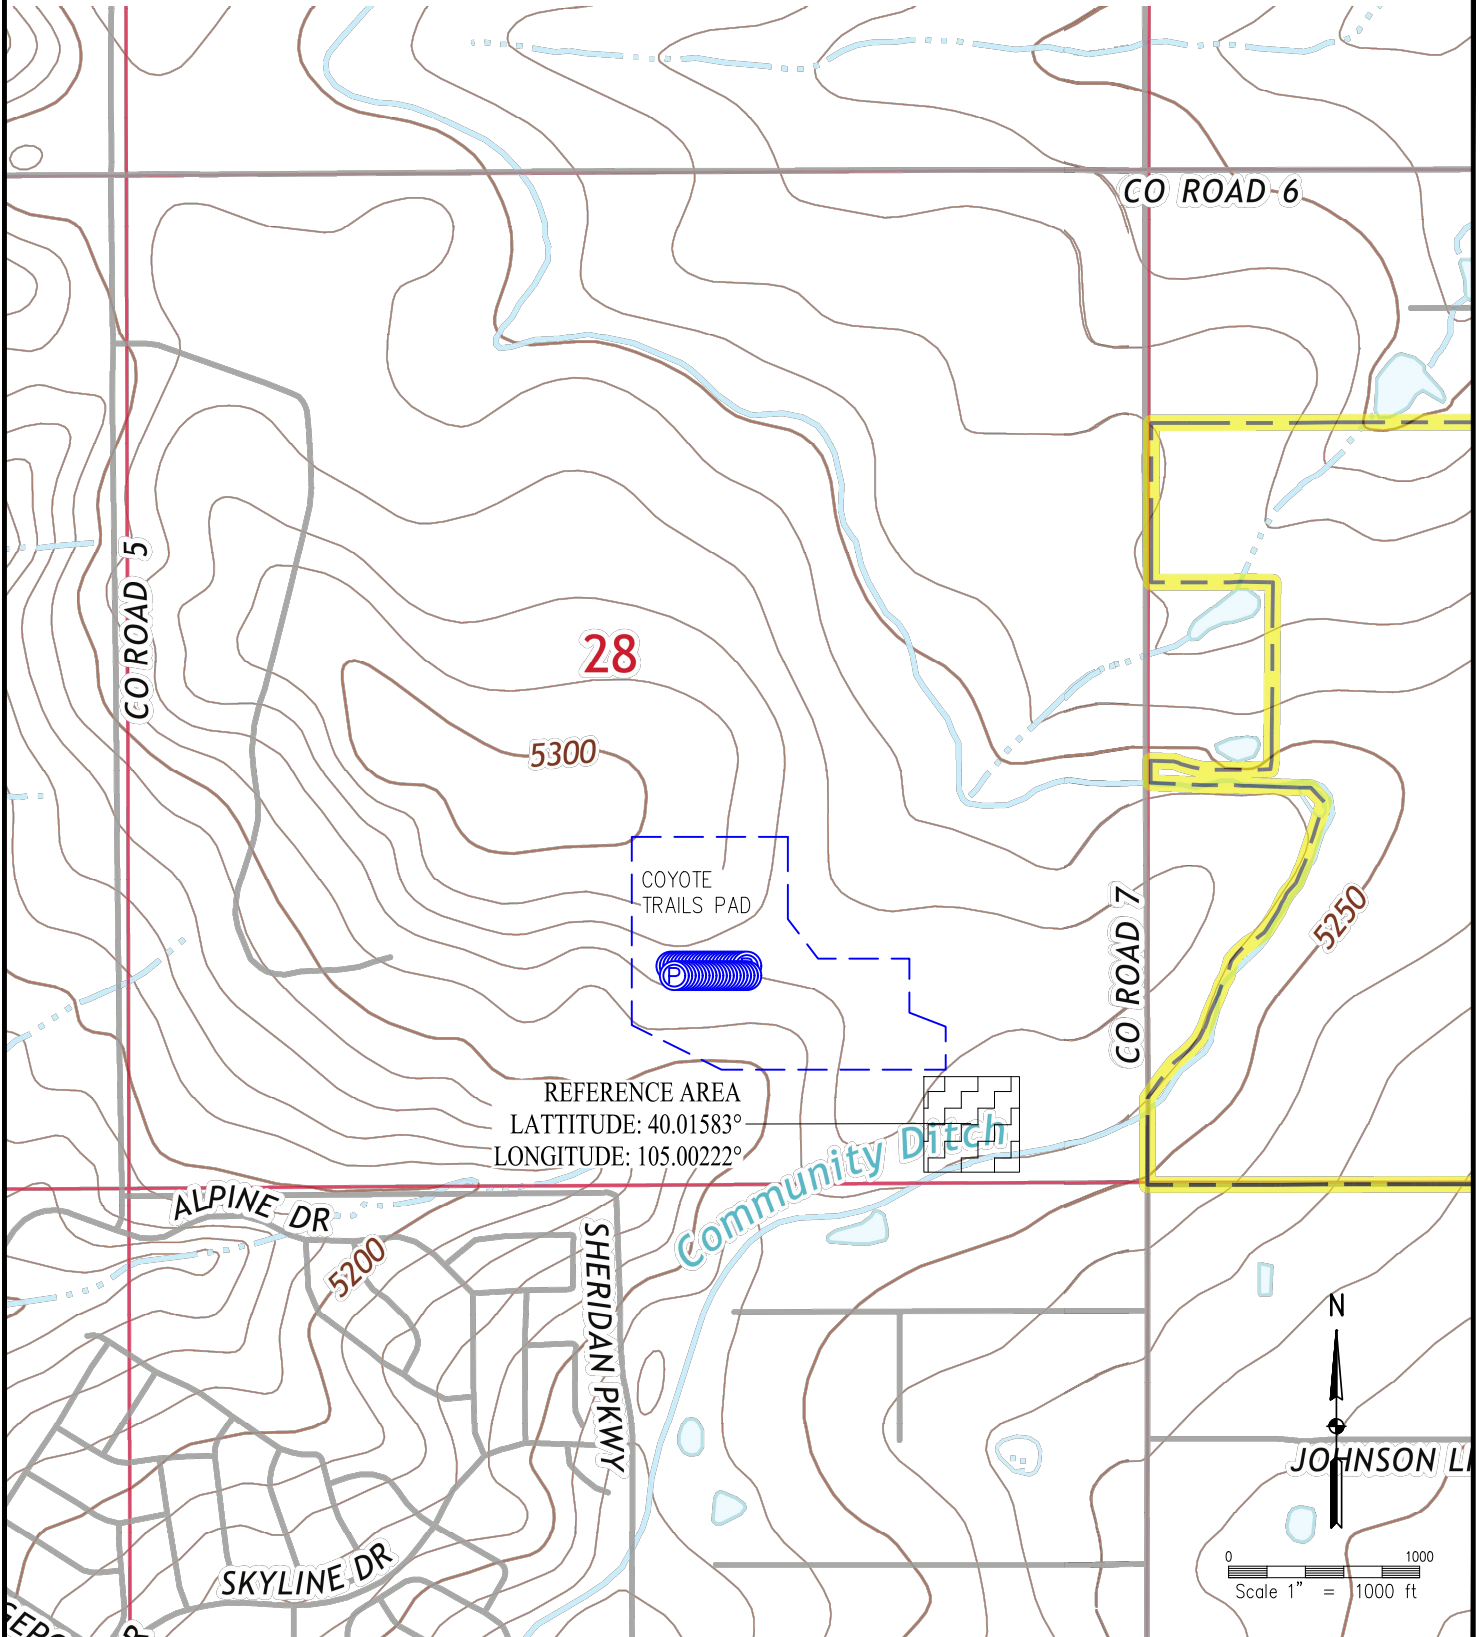 CO ROAD 6
CO ROAD 5
28
5300
COYOTE
TRAILS PAD
P
CO ROAD 7
5250
REFERENCE AREA
LATTITUDE: 40.01583°
LONGITUDE: 105.00222°
Community Ditch
ALPINE DR
SHERIDAN PKWY
5200
N
JOHNSON L
SKYLINE DR
0 1000
Scale 1" = 1000 ft